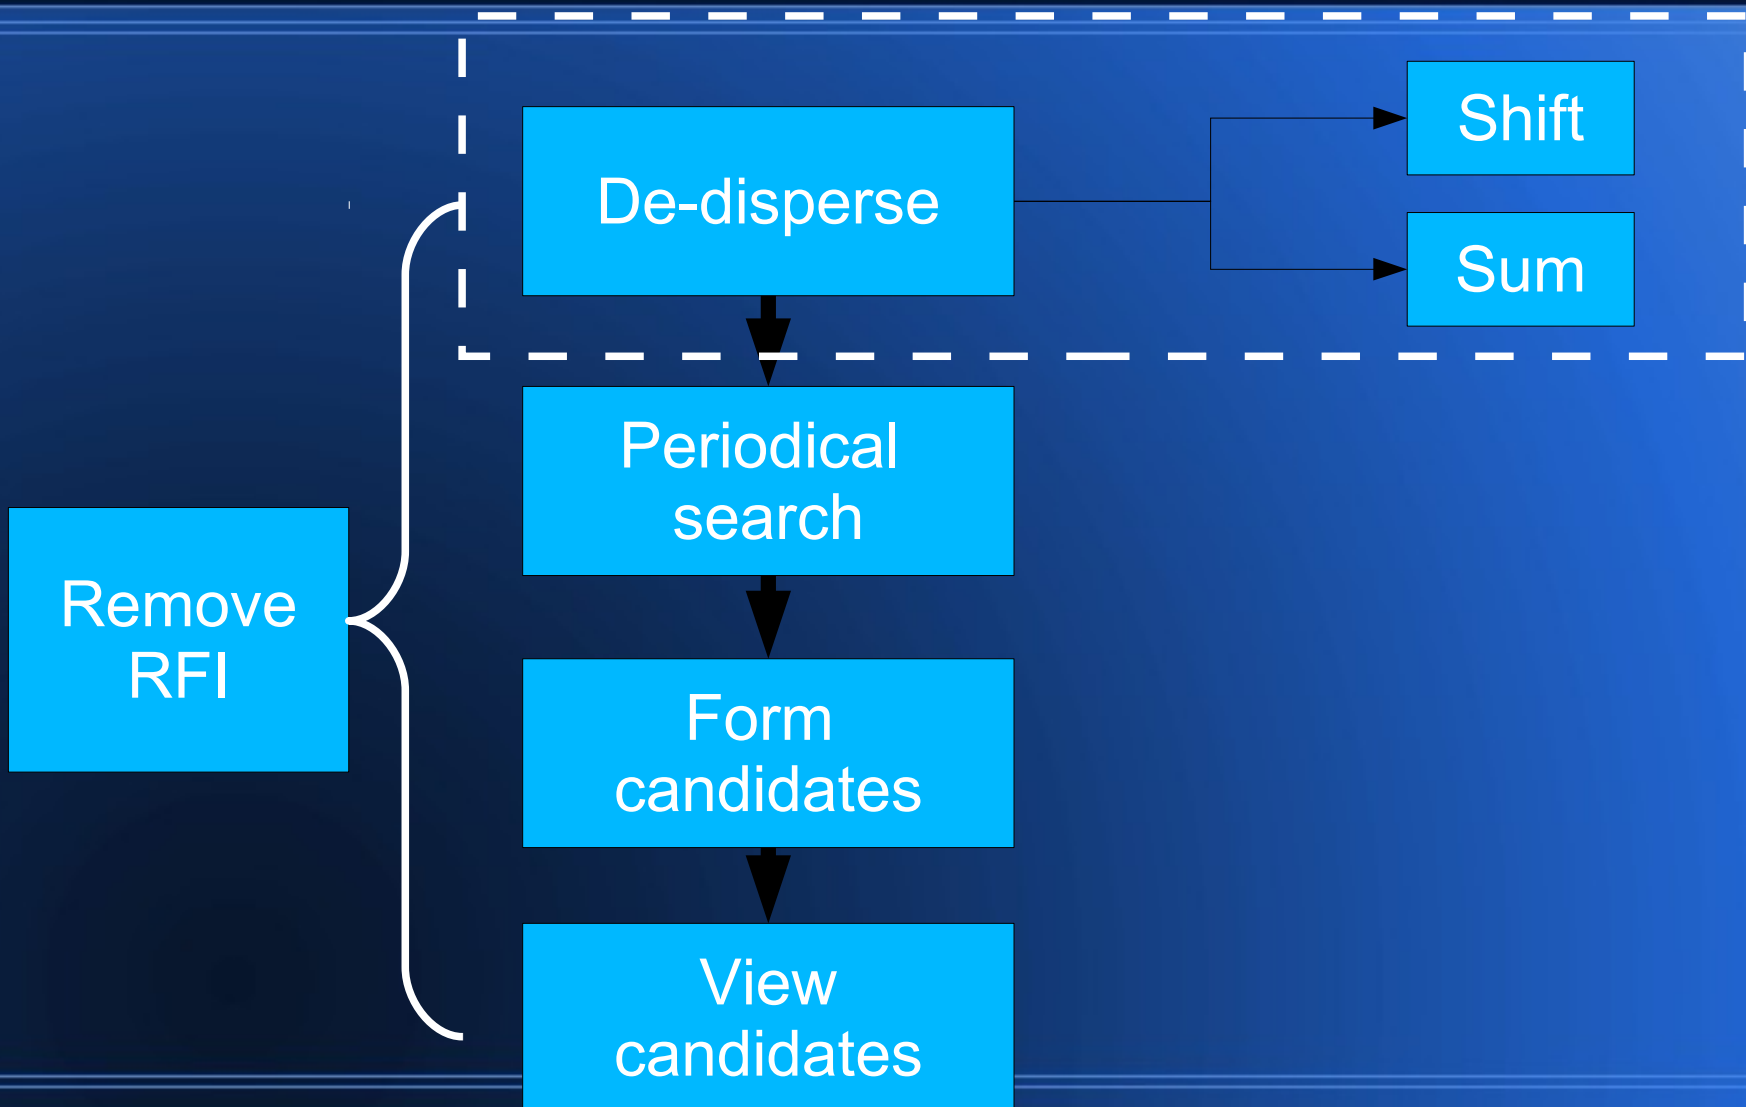 De-disperse
Shift
Sum
Periodical
search
Remove
RFI
Form
candidates
View
candidates